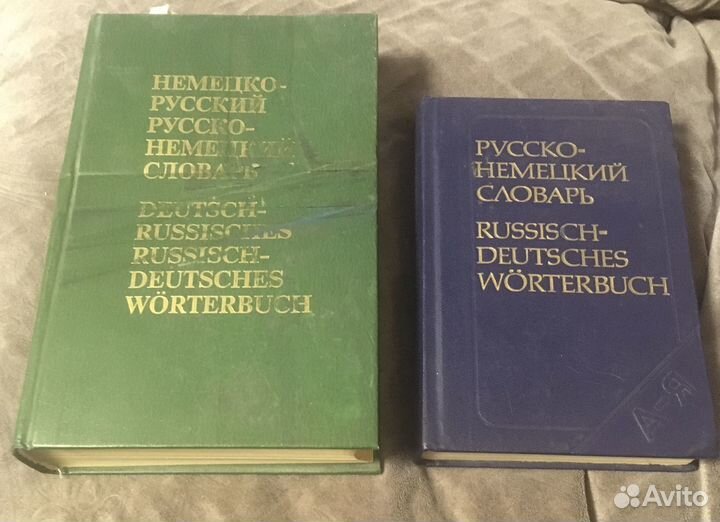 НЕМЕЦКО-
РУССКИЙ
РУССКО-
НЕМЕЦКИЙ
СЛОВАРЬ
DEUTSCH-
RUSSISCHES
RUSSISCH-
DEUTSCHES
WÖRTERBUCH
РУССКО-
НЕМЕЦКИЙ
СЛОВАРЬ
RUSSISCH-
DEUTSCHES
WÖRTERBUCH
А-Я
Avito